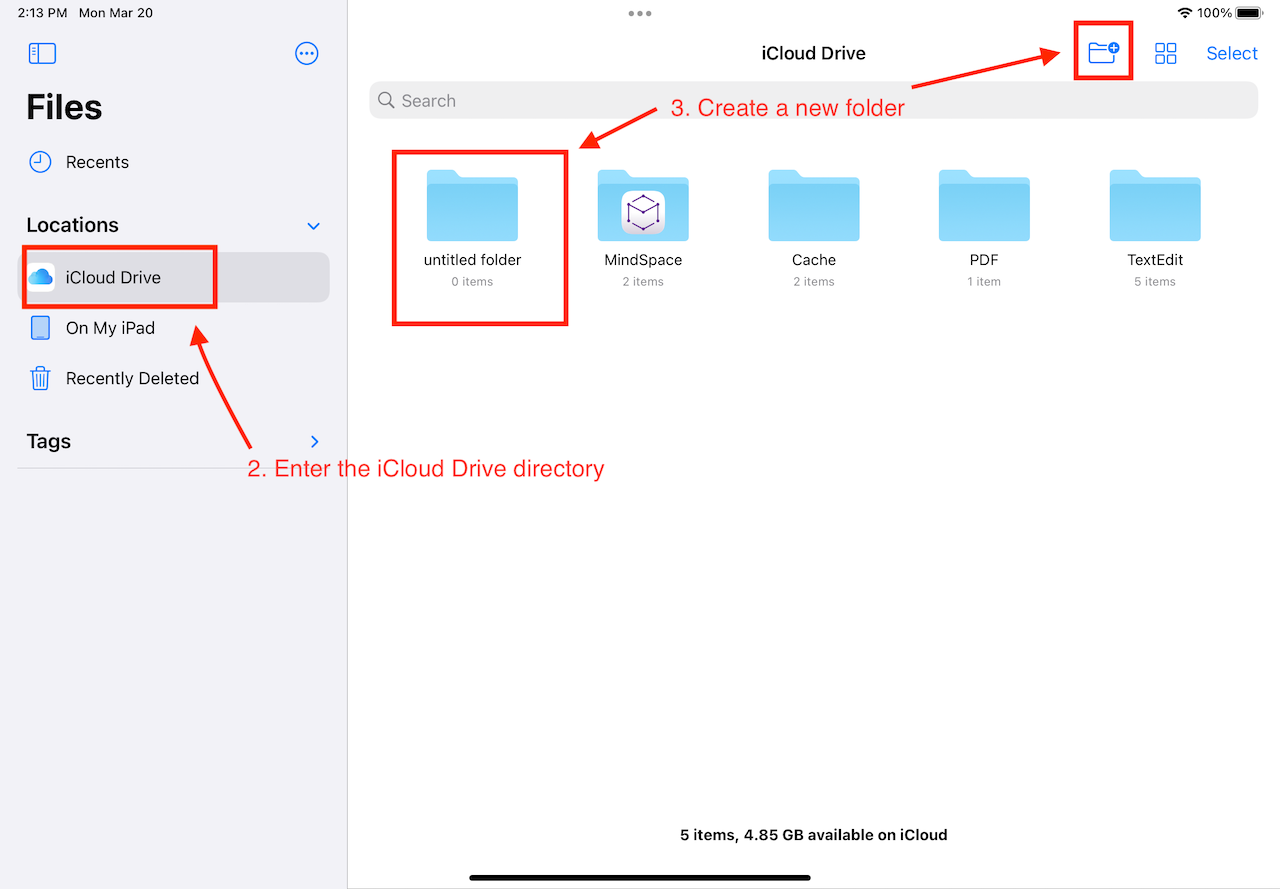 2:13 PM Mon Mar 20
100%
iCloud Drive
Select
Files
Search
3. Create a new folder
Recents
Locations
iCloud Drive
On My iPad
Recently Deleted
Tags
2. Enter the iCloud Drive directory
untitled folder
0 items
MindSpace
2 items
Cache
2 items
PDF
1 item
TextEdit
5 items
5 items, 4.85 GB available on iCloud